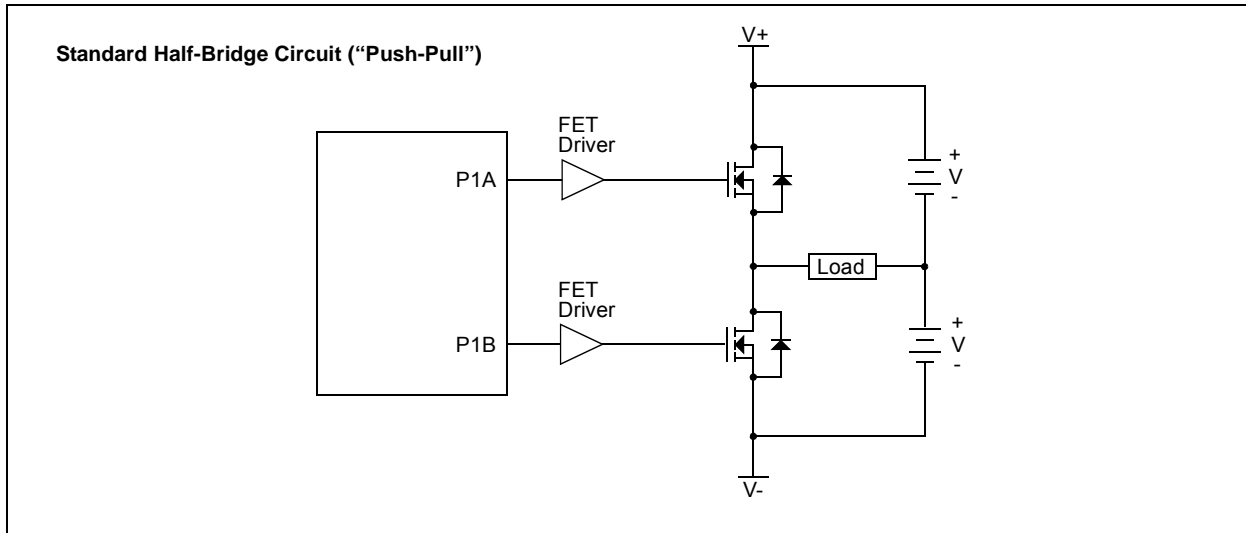 Standard Half-Bridge Circuit (“Push-Pull”)
V+
FET
Driver
P1A
+
V
-
Load
FET
Driver
P1B
+
V
-
V-